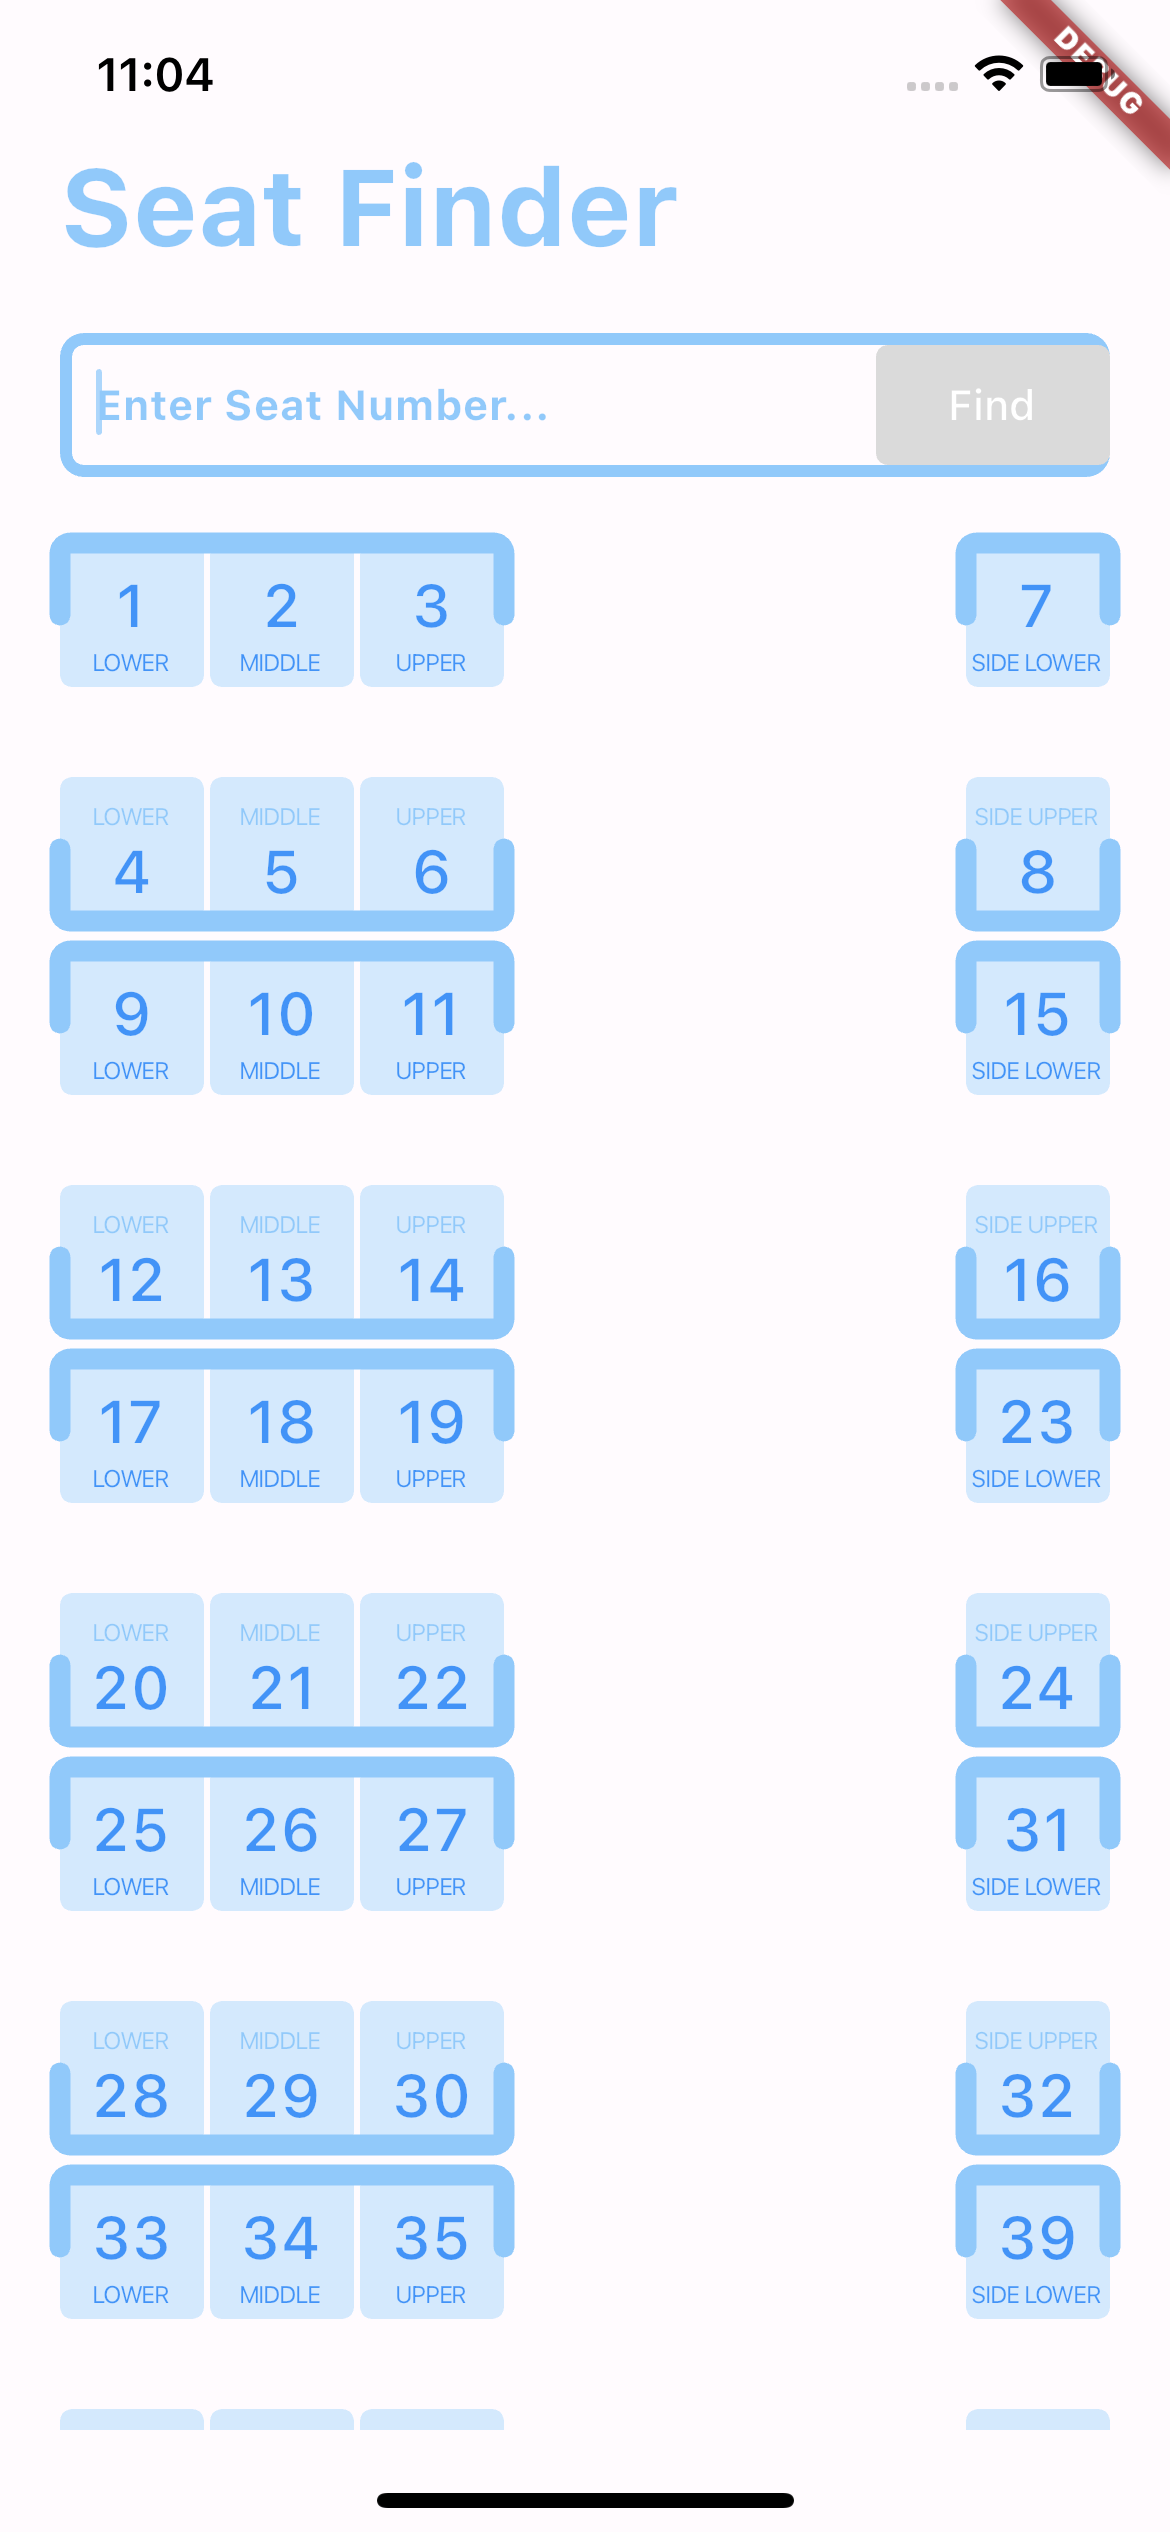 11:04
DEBUG
Seat Finder
Enter Seat Number... Find
1 2 3 7
LOWER MIDDLE UPPER SIDE LOWER
LOWER MIDDLE UPPER SIDE UPPER
4 5 6 8
9 10 11 15
LOWER MIDDLE UPPER SIDE LOWER
LOWER MIDDLE UPPER SIDE UPPER
12 13 14 16
17 18 19 23
LOWER MIDDLE UPPER SIDE LOWER
LOWER MIDDLE UPPER SIDE UPPER
20 21 22 24
25 26 27 31
LOWER MIDDLE UPPER SIDE LOWER
LOWER MIDDLE UPPER SIDE UPPER
28 29 30 32
33 34 35 39
LOWER MIDDLE UPPER SIDE LOWER